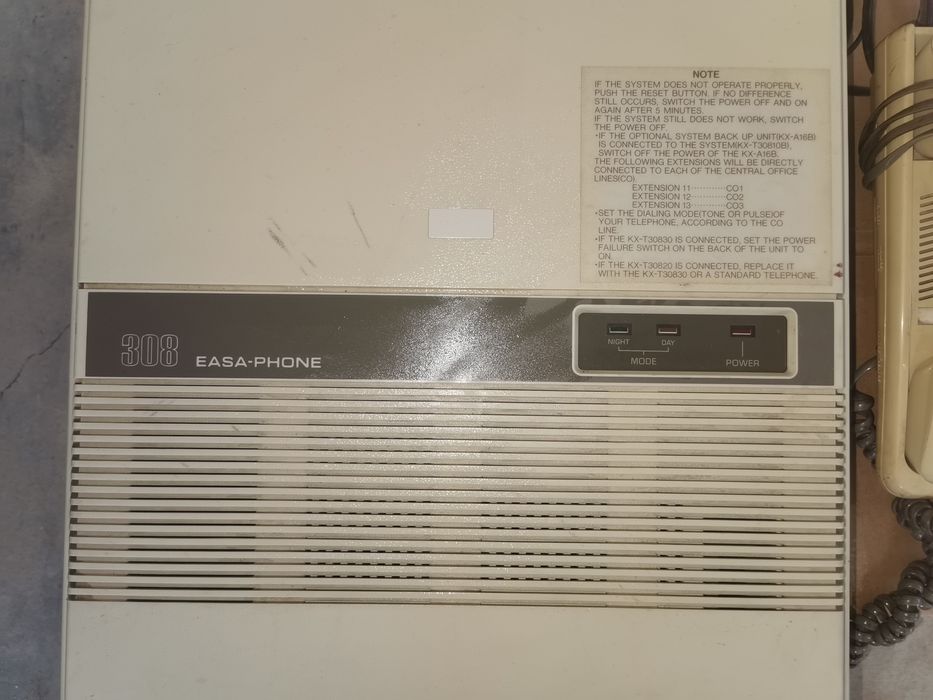 NOTE
IF THE SYSTEM DOES NOT OPERATE PROPERLY,
PUSH THE RESET BUTTON. IF NO DIFFERENCE
STILL OCCURS, SWITCH THE POWER OFF AND ON
AGAIN AFTER 5 MINUTES.
IF THE SYSTEM STILL DOES NOT WORK, SWITCH
THE POWER OFF.
•IF THE OPTIONAL SYSTEM BACK UP UNIT(KX-A16B)
IS CONNECTED TO THE SYSTEM(KX-T30810B),
SWITCH OFF THE POWER OF THE KX-A16B.
THE FOLLOWING EXTENSIONS WILL BE DIRECTLY
CONNECTED TO EACH OF THE CENTRAL OFFICE
LINES(CO).
EXTENSION 11············CO1
EXTENSION 12············CO2
EXTENSION 13············CO3
•SET THE DIALING MODE(TONE OR PULSE)OF
YOUR TELEPHONE, ACCORDING TO THE CO
LINE.
•IF THE KX-T30830 IS CONNECTED, SET THE POWER
FAILURE SWITCH ON THE BACK OF THE UNIT TO
ON.
•IF THE KX-T30820 IS CONNECTED, REPLACE IT
WITH THE KX-T30830 OR A STANDARD TELEPHONE.
308 EASA-PHONE
NIGHT DAY
MODE POWER